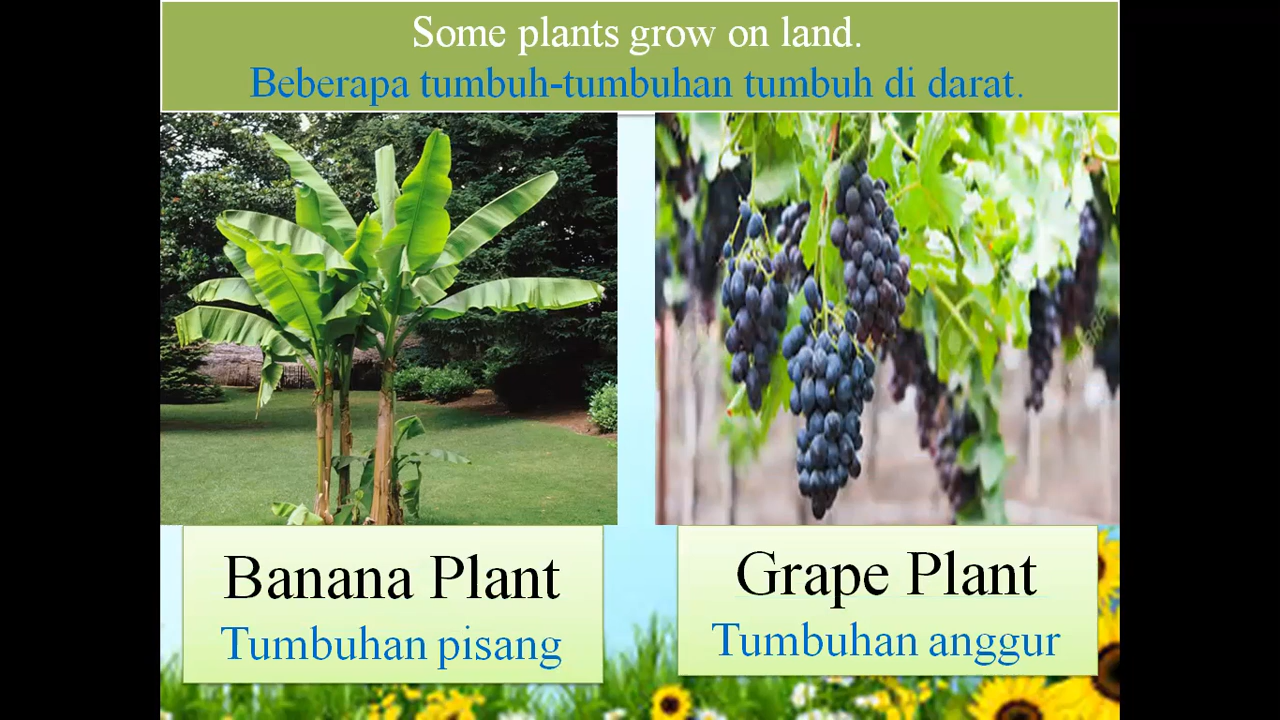 Some plants grow on land.
Beberapa tumbuh-tumbuhan tumbuh di darat.
Banana Plant
Tumbuhan pisang
Grape Plant
Tumbuhan anggur